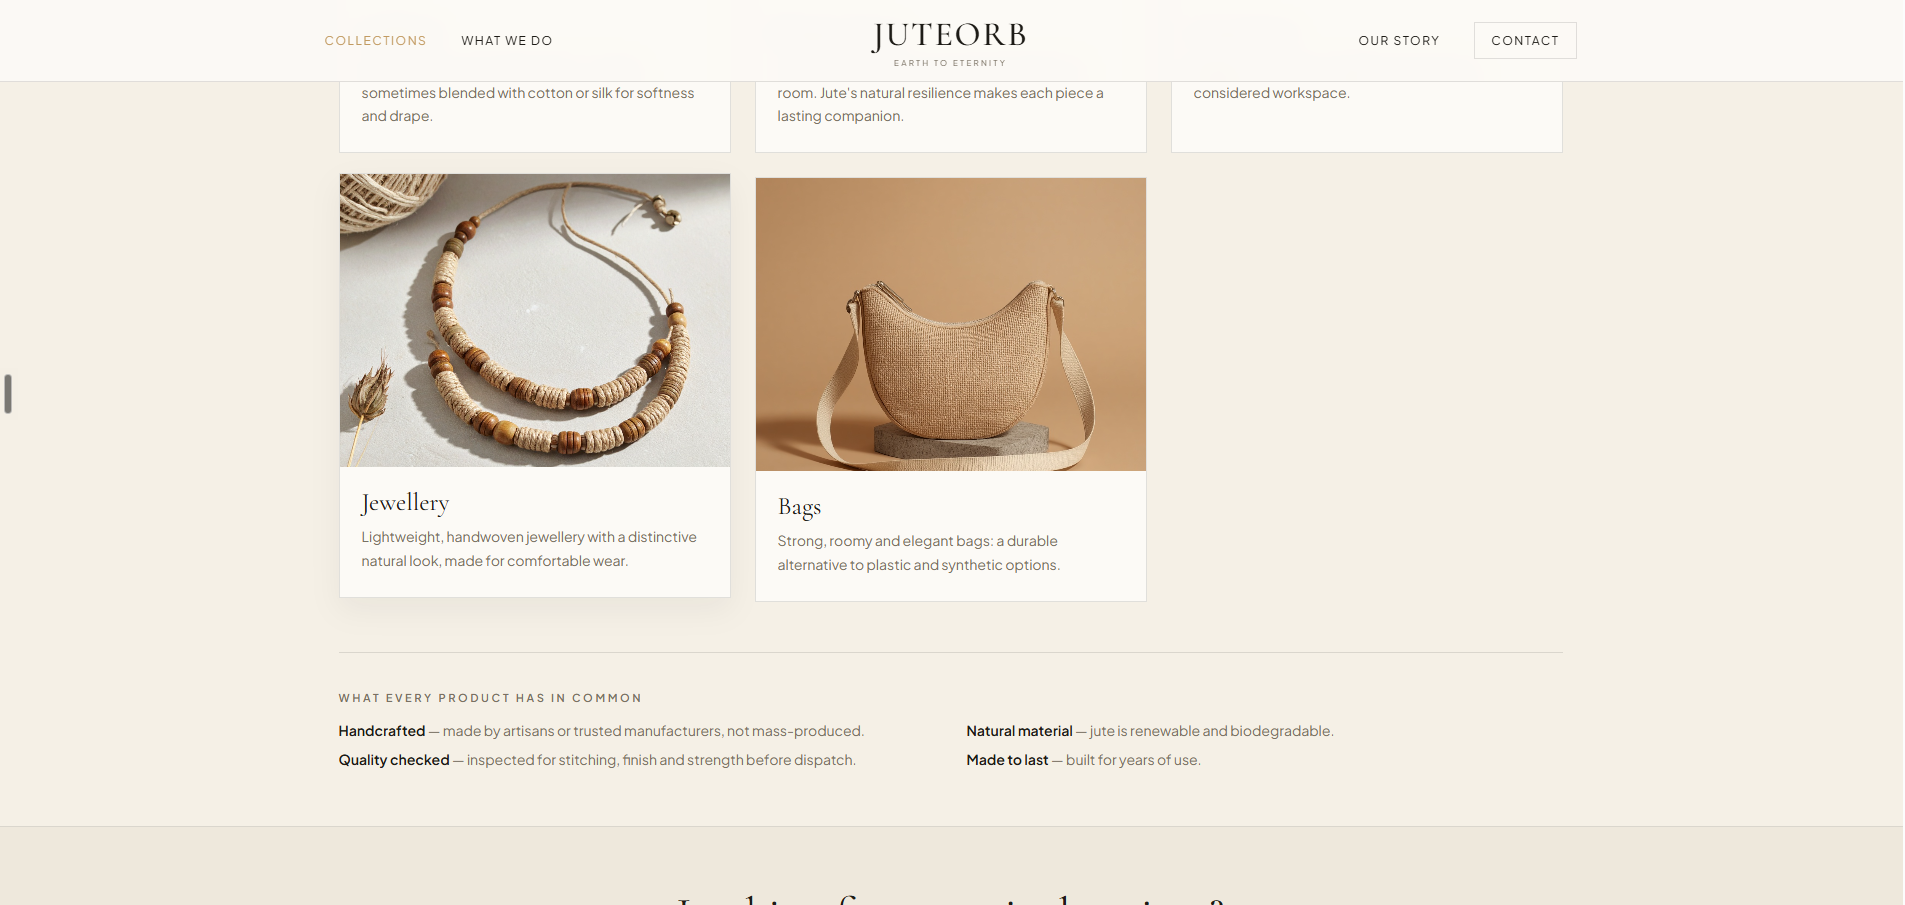 COLLECTIONS
WHAT WE DO
JUTEORB
EARTH TO ETERNITY
OUR STORY
CONTACT
sometimes blended with cotton or silk for softness
and drape.
room. Jute's natural resilience makes each piece a
lasting companion.
considered workspace.
Jewellery
Lightweight, handwoven jewellery with a distinctive
natural look, made for comfortable wear.
Bags
Strong, roomy and elegant bags: a durable
alternative to plastic and synthetic options.
WHAT EVERY PRODUCT HAS IN COMMON
Handcrafted — made by artisans or trusted manufacturers, not mass-produced.
Natural material — jute is renewable and biodegradable.
Quality checked — inspected for stitching, finish and strength before dispatch.
Made to last — built for years of use.